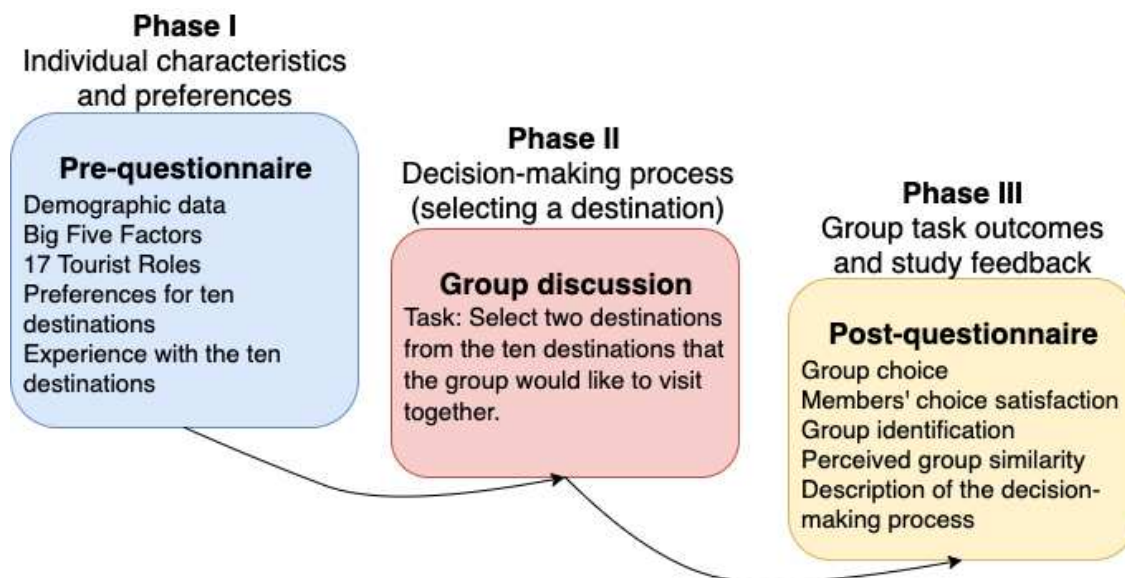 Phase I
Individual characteristics
and preferences
Pre-questionnaire
Demographic data
Big Five Factors
17 Tourist Roles
Preferences for ten
destinations
Experience with the ten
destinations
Phase II
Decision-making process
(selecting a destination)
Group discussion
Task: Select two destinations
from the ten destinations that
the group would like to visit
together.
Phase III
Group task outcomes
and study feedback
Post-questionnaire
Group choice
Members' choice satisfaction
Group identification
Perceived group similarity
Description of the decision-
making process